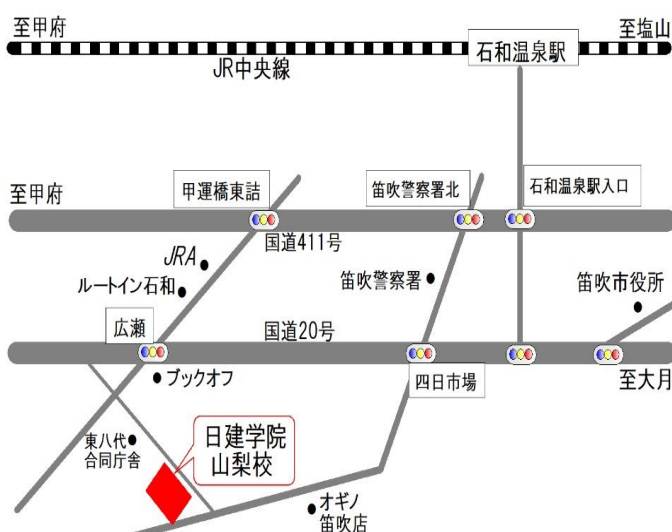 至甲府
至塩山
石和温泉駅
JR中央線
至甲府
甲運橋東詰
笛吹警察署北
石和温泉駅入口
国道411号
JRA
ルートイン石和
笛吹警察署
笛吹市役所
広瀬
国道20号
四日市場
至大月
ブックオフ
東八代
合同庁舎
日建学院
山梨校
オギノ
笛吹店